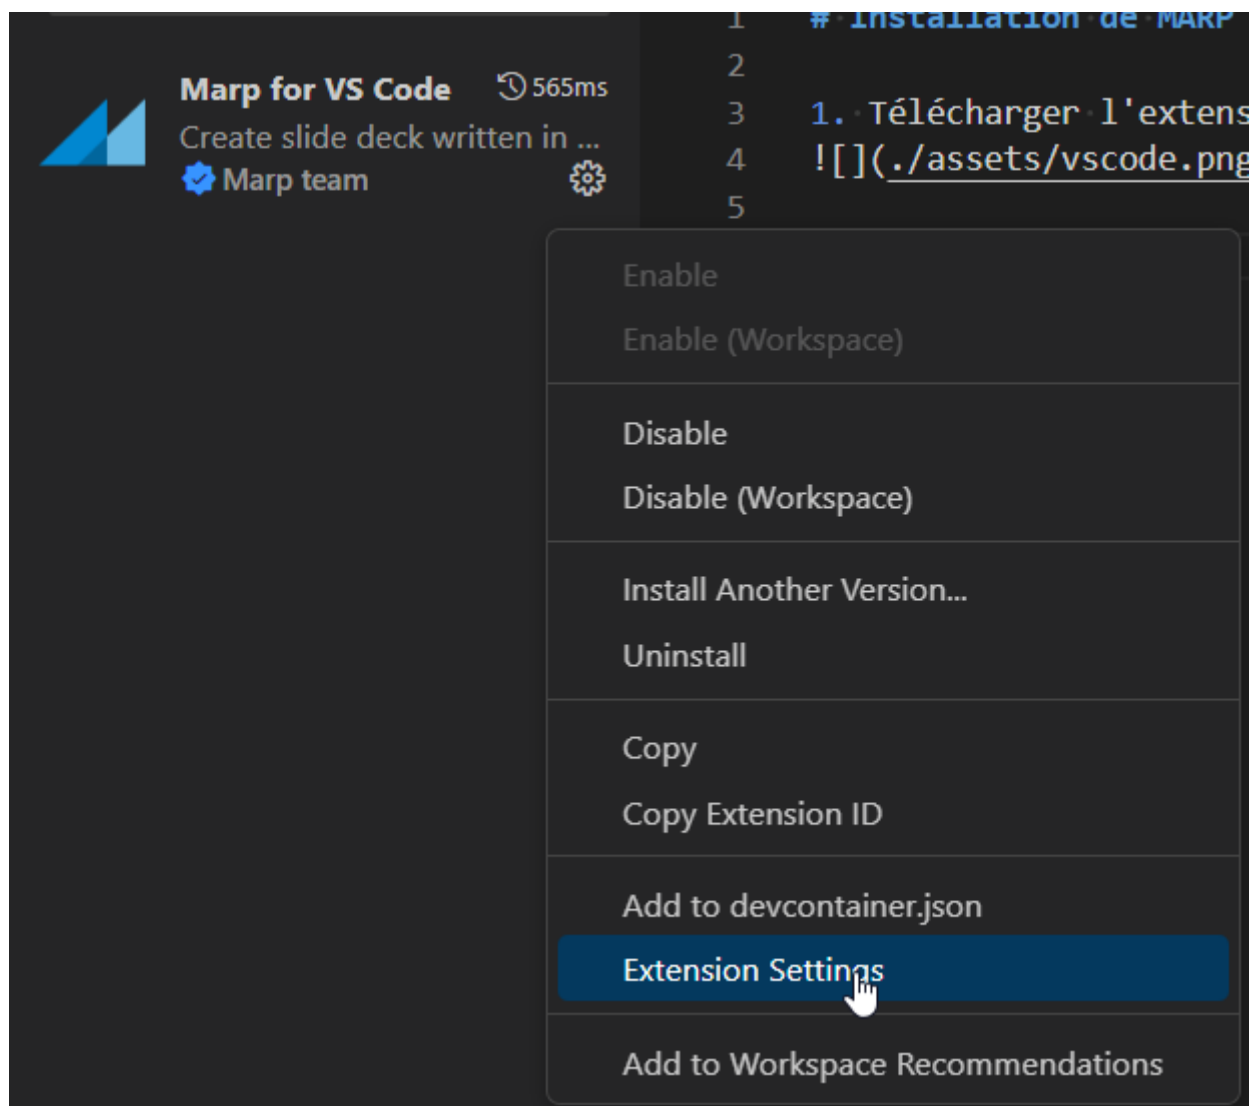 Marp for VS Code 565ms
Create slide deck written in ...
Marp team
1 # Installation de MARP
2
3 1. Télécharger l'extens
4 ![](./assets/vscode.png
5
Enable
Enable (Workspace)
Disable
Disable (Workspace)
Install Another Version...
Uninstall
Copy
Copy Extension ID
Add to devcontainer.json
Extension Settings
Add to Workspace Recommendations